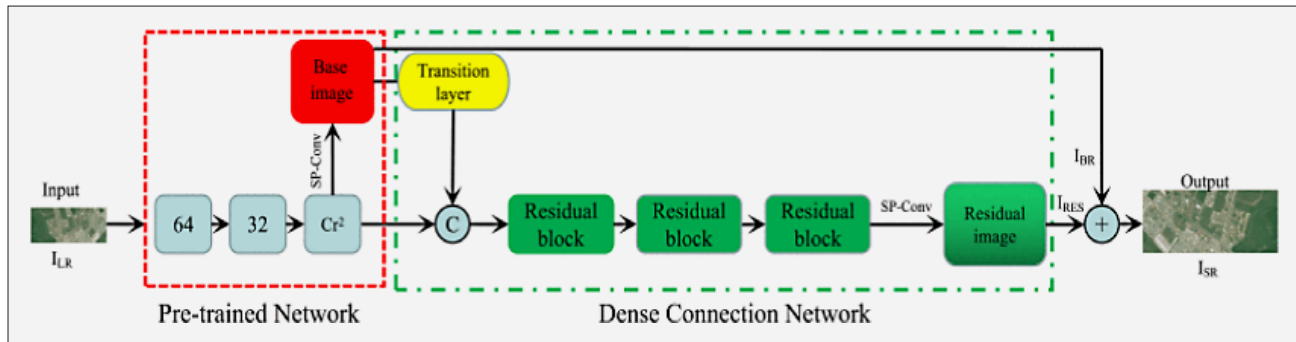 Input
I_LR
64
32
Cr²
SP-Conv
Base
image
Transition
layer
C
Residual
block
Residual
block
Residual
block
SP-Conv
Residual
image
I_RES
I_BR
+
Output
I_SR
Pre-trained Network
Dense Connection Network